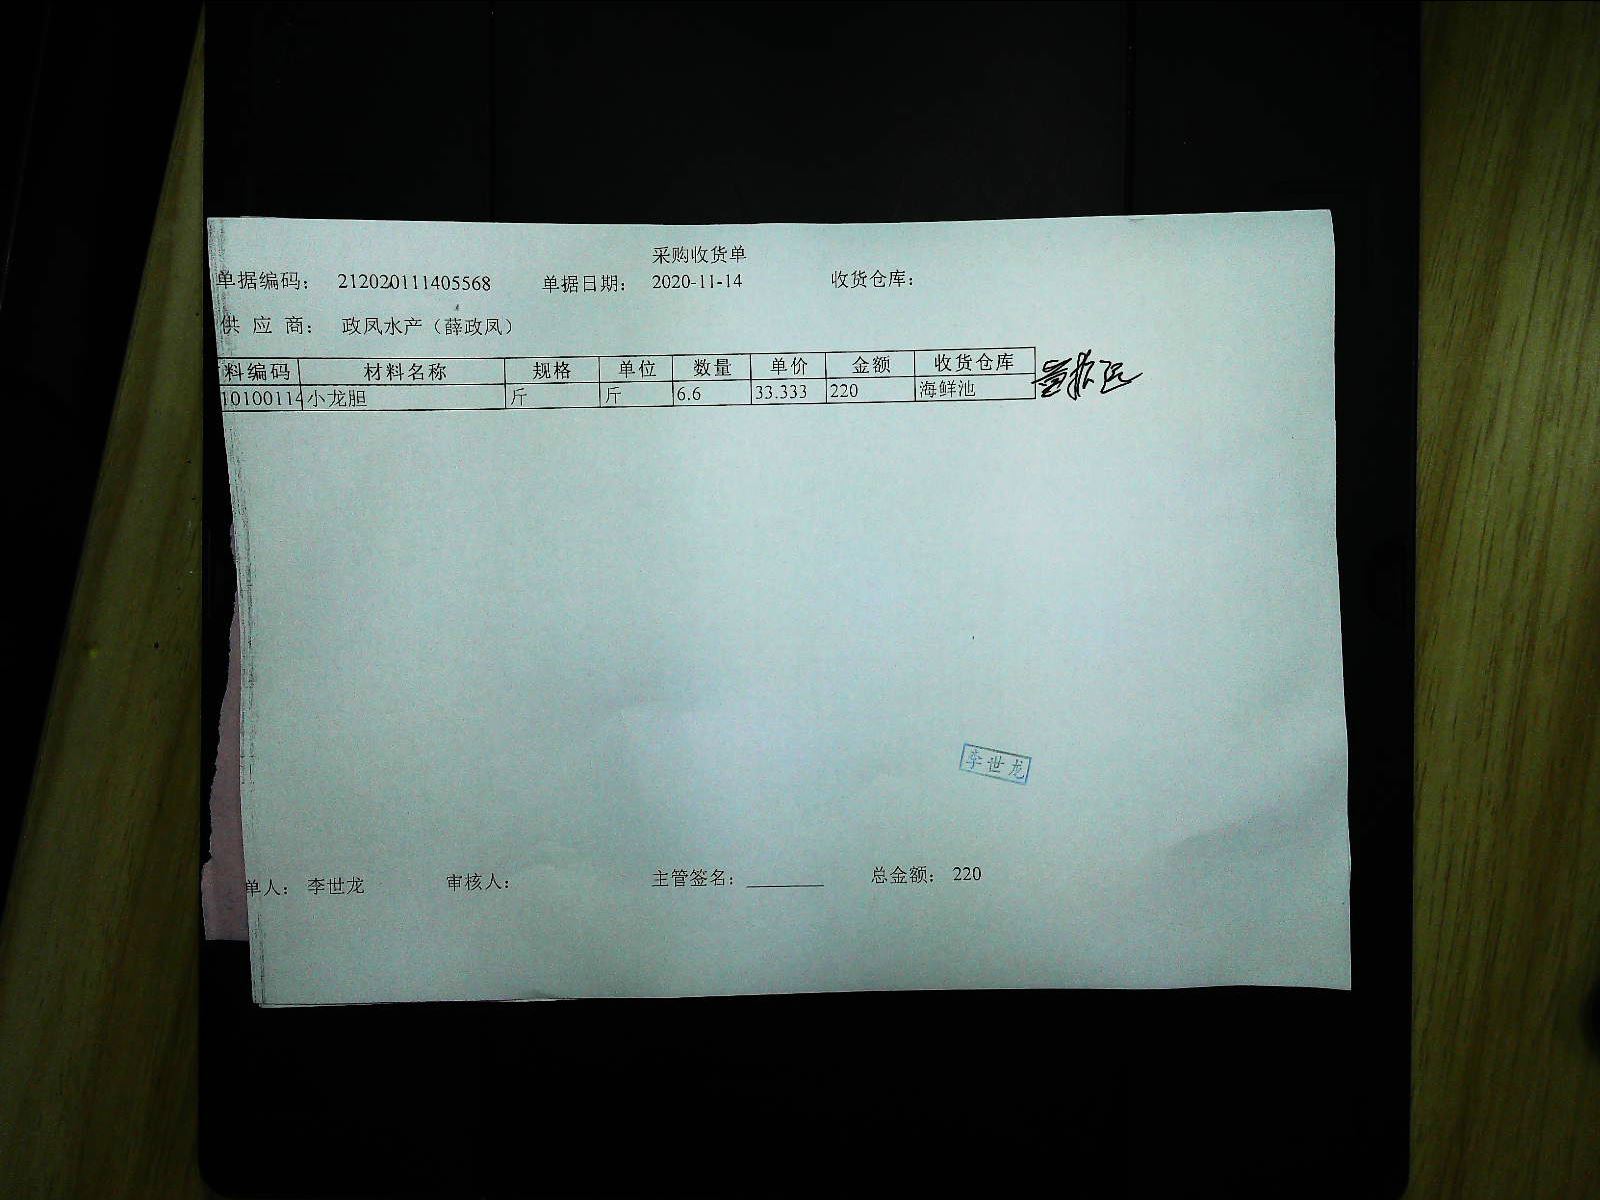 采购收货单
单据编码： 212020111405568 单据日期： 2020-11-14 收货仓库：
供 应 商： 政凤水产（薛政凤）
料编码 材料名称 规格 单位 数量 单价 金额 收货仓库
10100114 小龙胆 斤 斤 6.6 33.333 220 海鲜池
李世龙
单人： 李世龙 审核人： 主管签名： ________ 总金额： 220